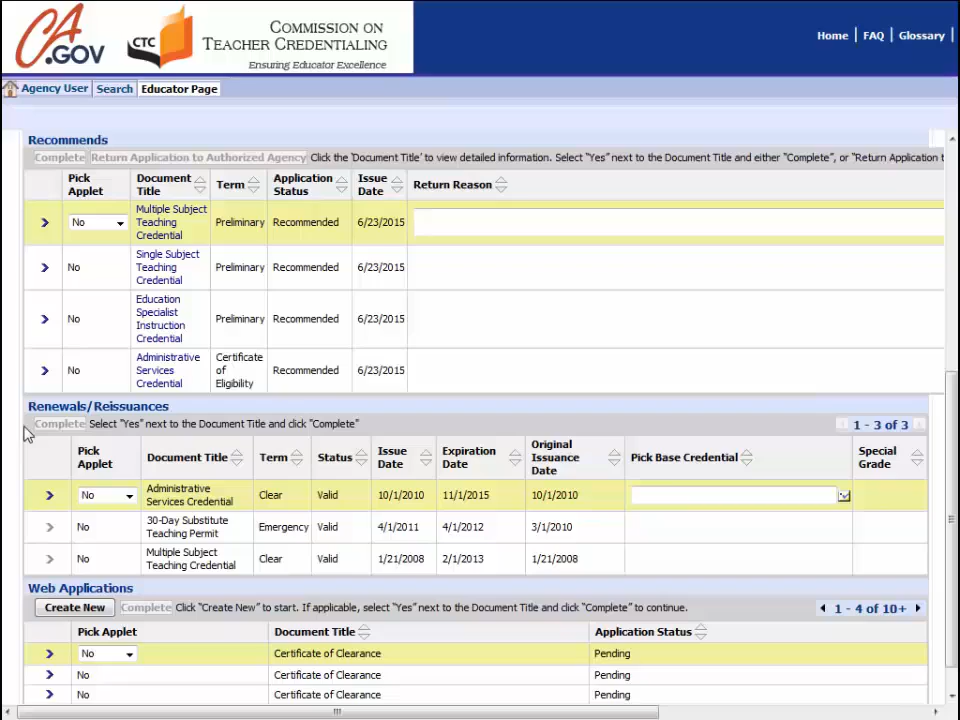 CA.GOV
CTC
COMMISSION ON
TEACHER CREDENTIALING
Ensuring Educator Excellence
Home | FAQ | Glossary |
Agency User Search Educator Page
Recommends
Complete Return Application to Authorized Agency Click the 'Document Title' to view detailed information. Select "Yes" next to the Document Title and either "Complete", or "Return Application t
Pick Applet Document Title Term Application Status Issue Date Return Reason
No Multiple Subject Teaching Credential Preliminary Recommended 6/23/2015
No Single Subject Teaching Credential Preliminary Recommended 6/23/2015
No Education Specialist Instruction Credential Preliminary Recommended 6/23/2015
No Administrative Services Credential Certificate of Eligibility Recommended 6/23/2015
Renewals/Reissuances
Complete Select "Yes" next to the Document Title and click "Complete" 1 - 3 of 3
Pick Applet Document Title Term Status Issue Date Expiration Date Original Issuance Date Pick Base Credential Special Grade
No Administrative Services Credential Clear Valid 10/1/2010 11/1/2015 10/1/2010
No 30-Day Substitute Teaching Permit Emergency Valid 4/1/2011 4/1/2012 3/1/2010
No Multiple Subject Teaching Credential Clear Valid 1/21/2008 2/1/2013 1/21/2008
Web Applications
Create New Complete Click "Create New" to start. If applicable, select "Yes" next to the Document Title and click "Complete" to continue. 1 - 4 of 10+
Pick Applet Document Title Application Status
No Certificate of Clearance Pending
No Certificate of Clearance Pending
No Certificate of Clearance Pending